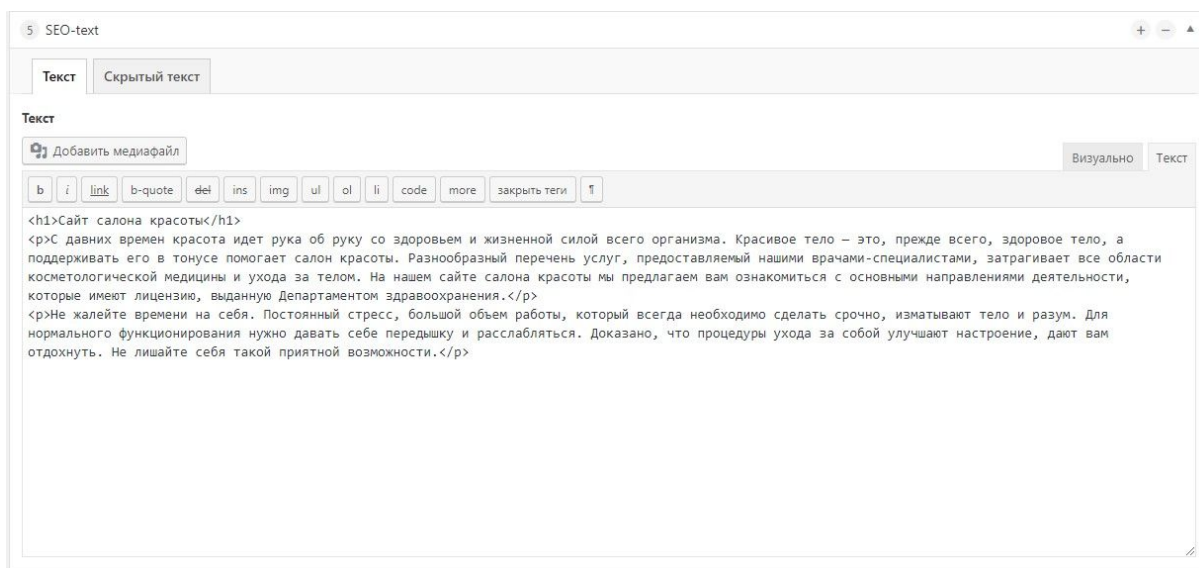 5 SEO-text + − ▲
Текст Скрытый текст
Текст
Добавить медиафайл
Визуально Текст
b i link b-quote del ins img ul ol li code more закрыть теги ¶
<h1>Сайт салона красоты</h1>
<p>С давних времен красота идет рука об руку со здоровьем и жизненной силой всего организма. Красивое тело – это, прежде всего, здоровое тело, а
поддерживать его в тонусе помогает салон красоты. Разнообразный перечень услуг, предоставляемый нашими врачами-специалистами, затрагивает все области
косметологической медицины и ухода за телом. На нашем сайте салона красоты мы предлагаем вам ознакомиться с основными направлениями деятельности,
которые имеют лицензию, выданную Департаментом здравоохранения.</p>
<p>Не жалейте времени на себя. Постоянный стресс, большой объем работы, который всегда необходимо сделать срочно, изматывают тело и разум. Для
нормального функционирования нужно давать себе передышку и расслабляться. Доказано, что процедуры ухода за собой улучшают настроение, дают вам
отдохнуть. Не лишайте себя такой приятной возможности.</p>